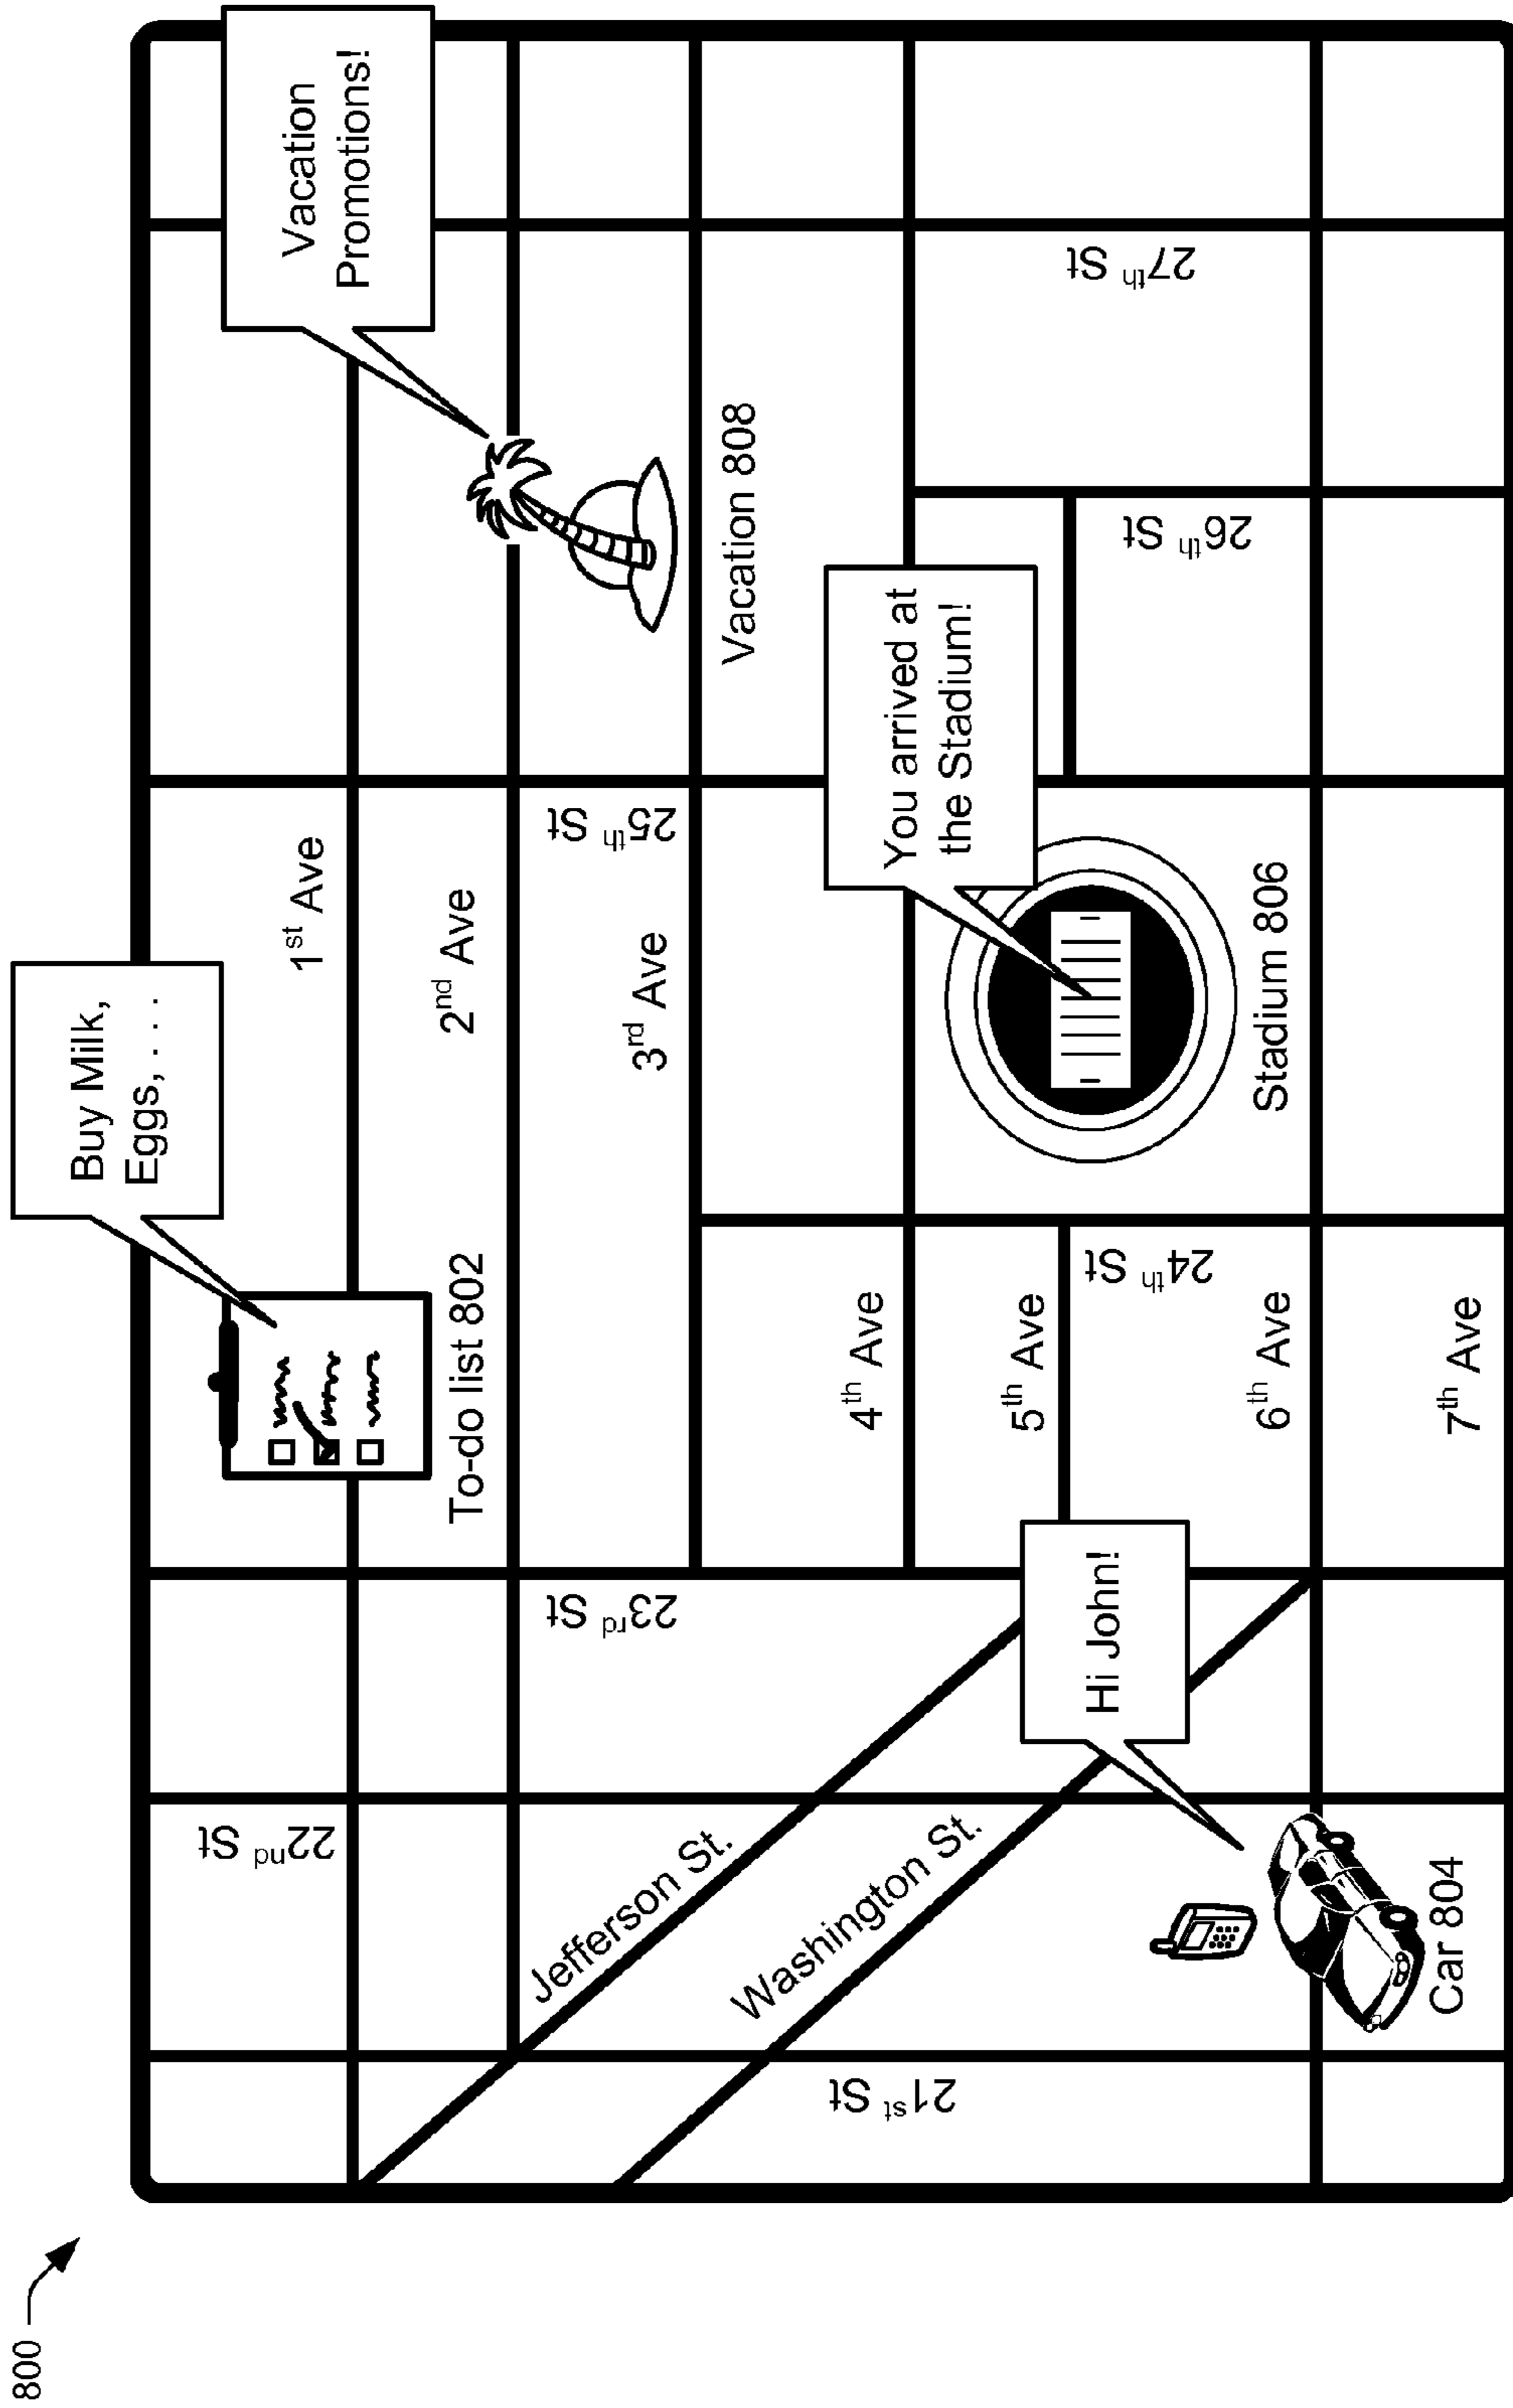 800
Buy Milk,
Eggs, . . .
Vacation
Promotions!
1st Ave
22nd St
To-do list 802
2nd Ave
23rd St
25th St
3rd Ave
Jefferson St.
Vacation 808
Washington St.
4th Ave
You arrived at
the Stadium!
21st St
5th Ave
Hi John!
24th St
26th St
27th St
Stadium 806
6th Ave
Car 804
7th Ave